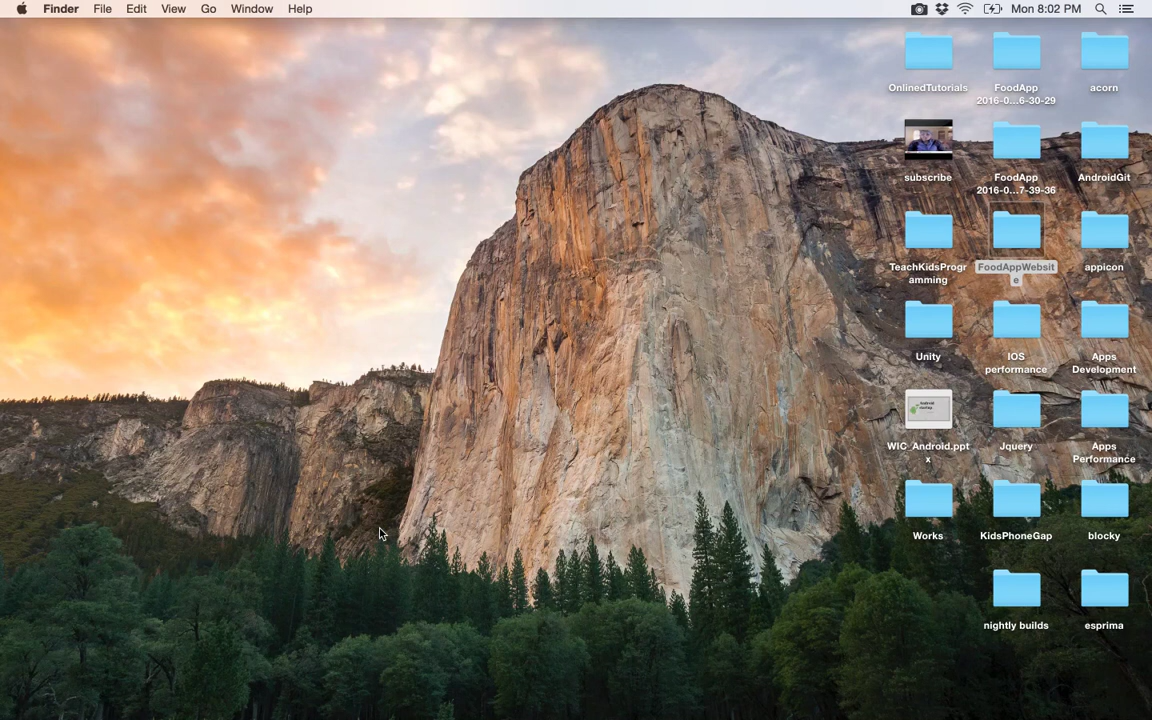 Finder File Edit View Go Window Help Mon 8:02 PM
OnlinedTutorials
FoodApp
2016-0...6-30-29
acorn
subscribe
FoodApp
2016-0...7-39-36
AndroidGit
TeachKidsProgr
amming
FoodAppWebsit
e
appicon
Unity
IOS
performance
Apps
Development
WIC_Android.ppt
x
Jquery
Apps
Performance
Works
KidsPhoneGap
blocky
nightly builds
esprima